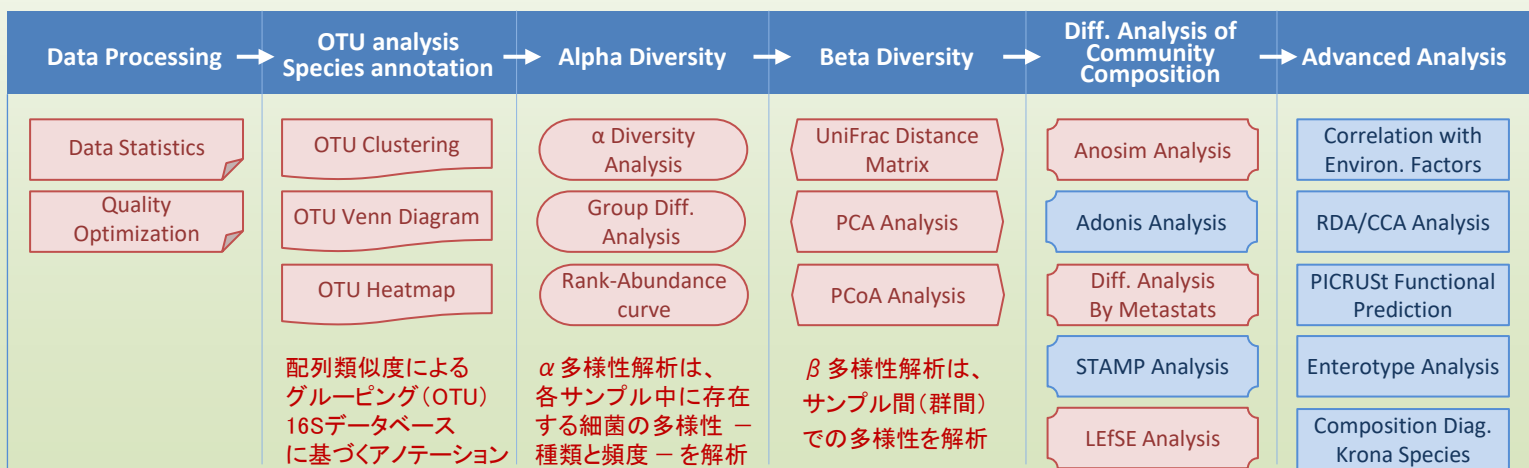 Data Processing
OTU analysis
Species annotation
Alpha Diversity
Beta Diversity
Diff. Analysis of
Community
Composition
Advanced Analysis
Data Statistics
Quality
Optimization
OTU Clustering
OTU Venn Diagram
OTU Heatmap
配列類似度による
グルーピング(OTU)
16Sデータベース
に基づくアノテーション
α Diversity
Analysis
Group Diff.
Analysis
Rank-Abundance
curve
α多様性解析は、
各サンプル中に存在
する細菌の多様性 −
種類と頻度 − を解析
UniFrac Distance
Matrix
PCA Analysis
PCoA Analysis
β多様性解析は、
サンプル間(群間)
での多様性を解析
Anosim Analysis
Adonis Analysis
Diff. Analysis
By Metastats
STAMP Analysis
LEfSE Analysis
Correlation with
Environ. Factors
RDA/CCA Analysis
PICRUSt Functional
Prediction
Enterotype Analysis
Composition Diag.
Krona Species